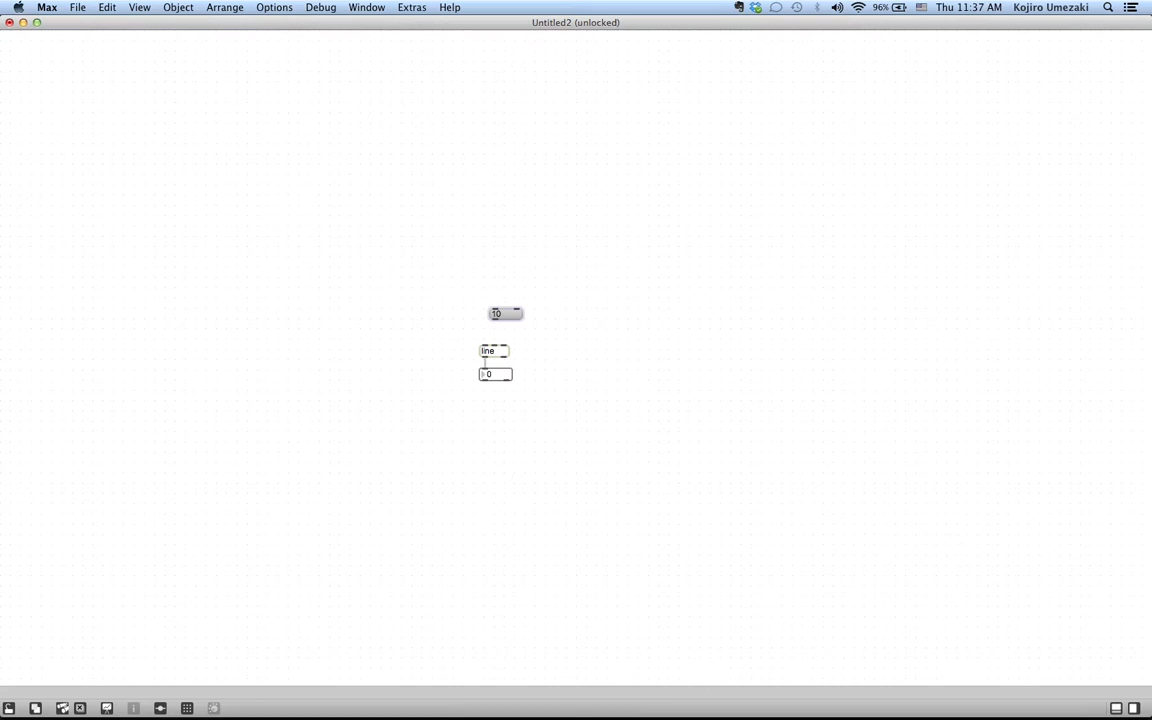 Max File Edit View Object Arrange Options Debug Window Extras Help 96% Thu 11:37 AM Kojiro Umezaki
Untitled2 (unlocked)
10
line
0